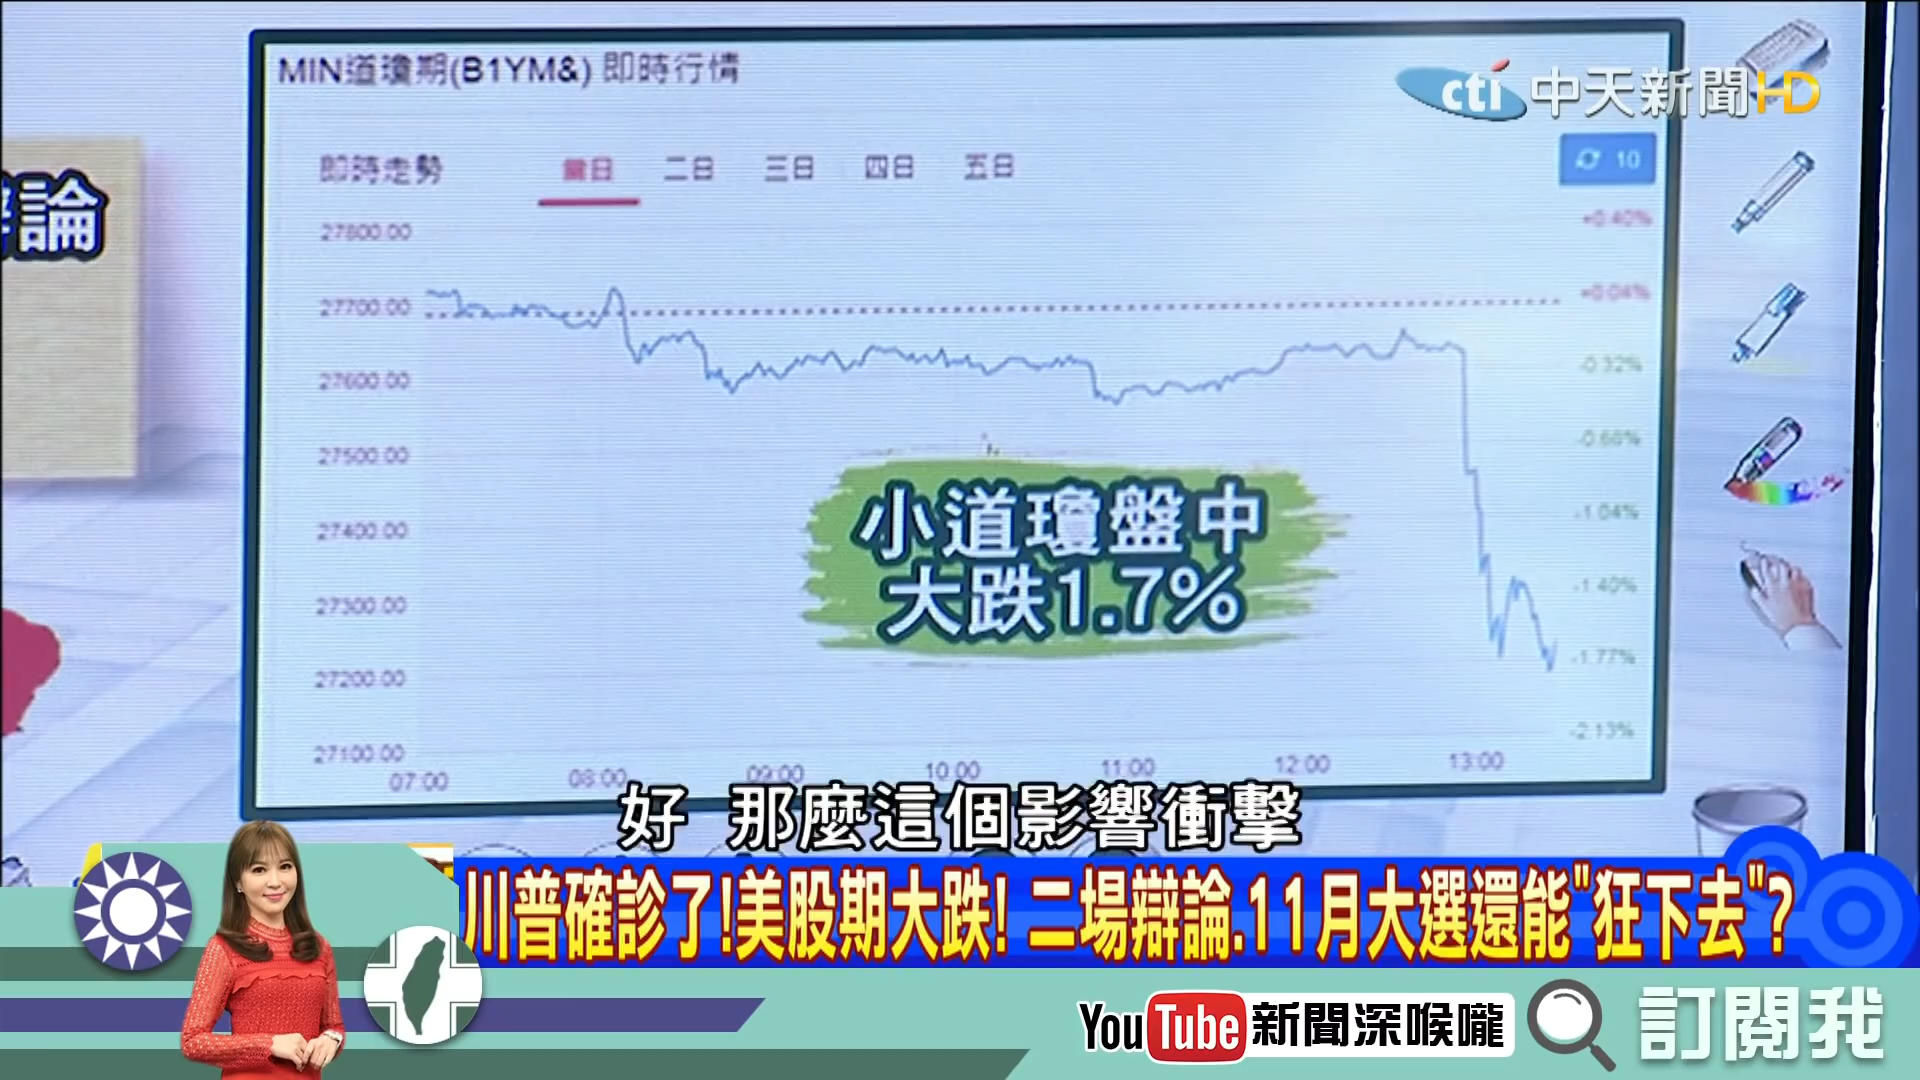 MIN道瓊期(B1YM&) 即時行情
cti 中天新聞HD
即時走勢 當日 二日 三日 四日 五日
10
論
27800.00
27700.00
27600.00
27500.00
27400.00
27300.00
27200.00
27100.00
+0.40%
+0.04%
-0.32%
-0.68%
-1.04%
-1.40%
-1.77%
-2.13%
小道瓊盤中
大跌1.7%
07:00 08:00 09:00 10:00 11:00 12:00 13:00
好 那麼這個影響衝擊
川普確診了!美股期大跌! 二場辯論.11月大選還能"狂下去"?
YouTube新聞深喉嚨
訂閱我